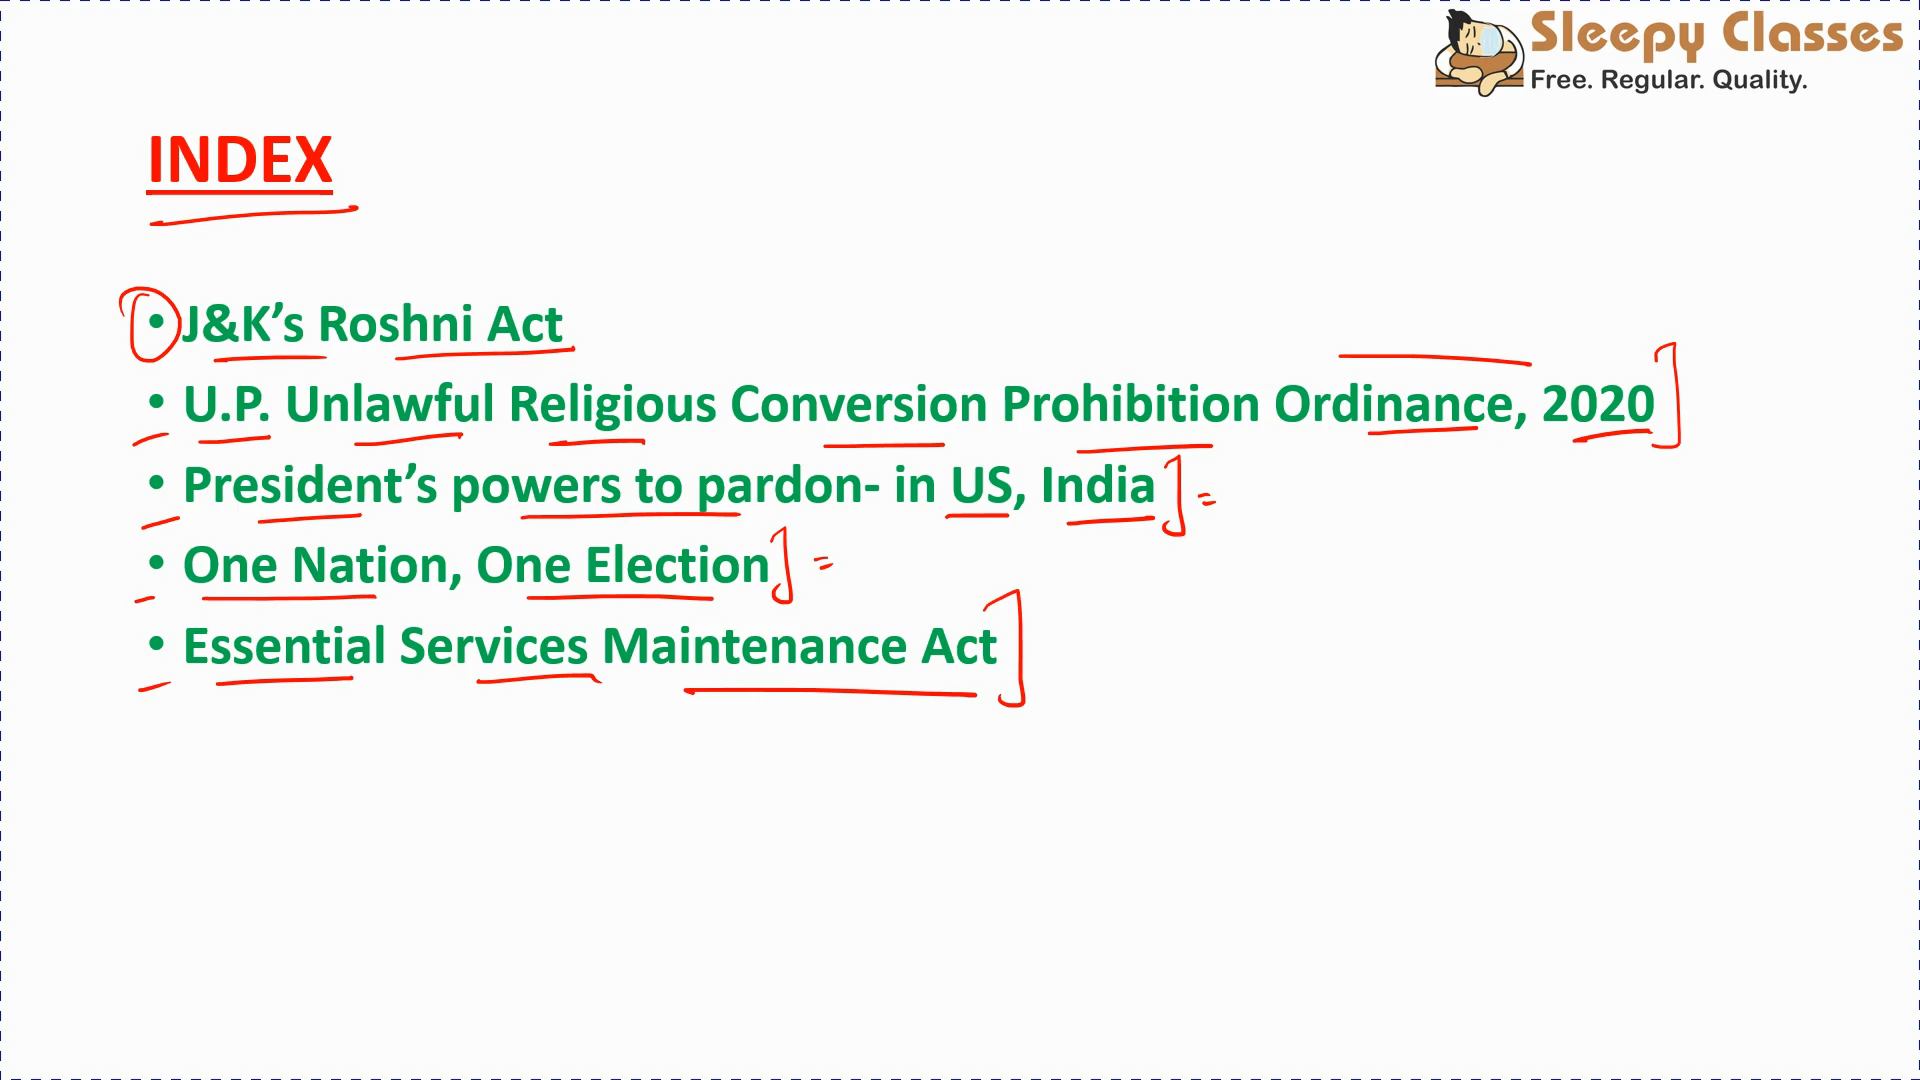 Sleepy Classes
Free. Regular. Quality.
INDEX
• J&K’s Roshni Act
• U.P. Unlawful Religious Conversion Prohibition Ordinance, 2020
• President’s powers to pardon- in US, India
• One Nation, One Election
• Essential Services Maintenance Act